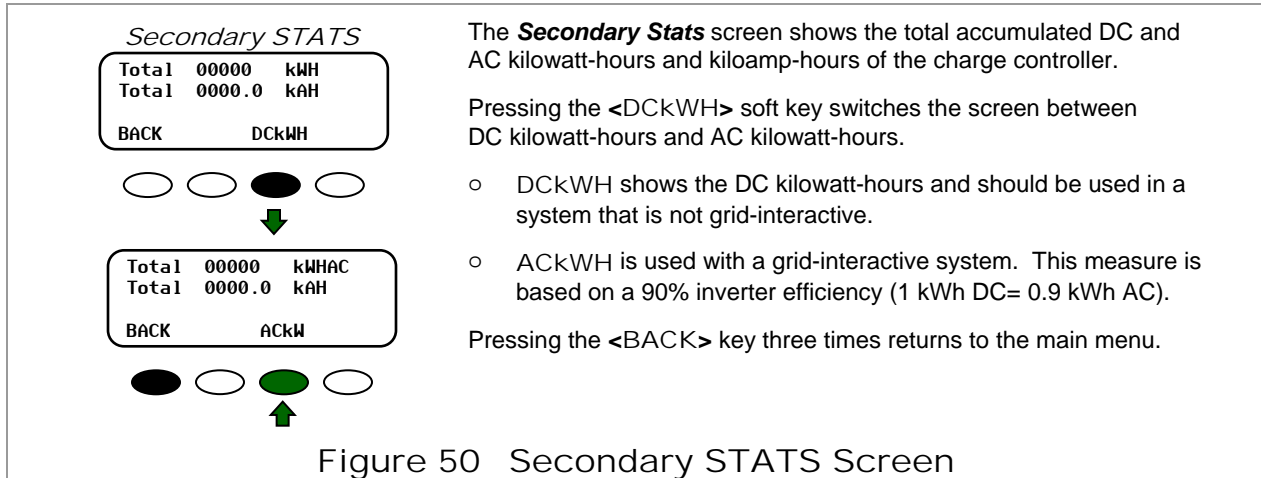 Secondary STATS
Total 00000 kWH
Total 0000.0 kAH
BACK DCkWH
Total 00000 kWHAC
Total 0000.0 kAH
BACK ACkW
The Secondary Stats screen shows the total accumulated DC and
AC kilowatt-hours and kiloamp-hours of the charge controller.
Pressing the <DCkWH> soft key switches the screen between
DC kilowatt-hours and AC kilowatt-hours.
o DCkWH shows the DC kilowatt-hours and should be used in a
system that is not grid-interactive.
o ACkWH is used with a grid-interactive system. This measure is
based on a 90% inverter efficiency (1 kWh DC= 0.9 kWh AC).
Pressing the <BACK> key three times returns to the main menu.
Figure 50 Secondary STATS Screen